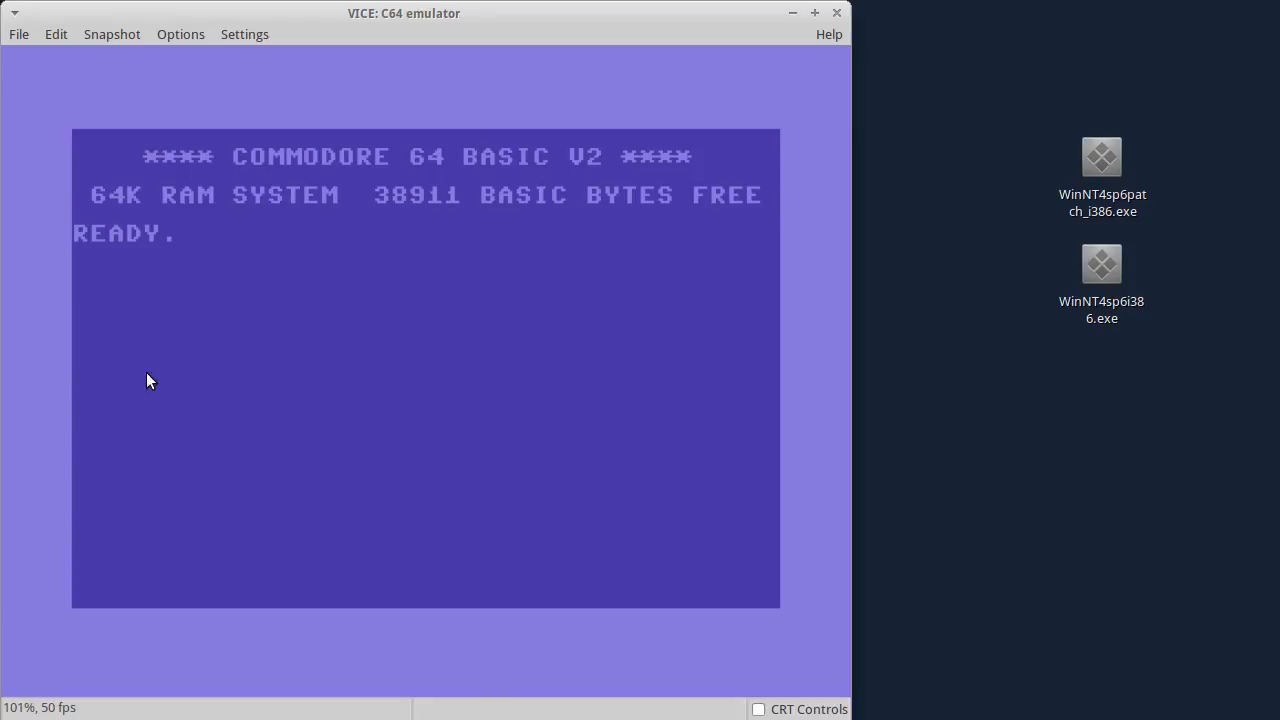 VICE: C64 emulator
File Edit Snapshot Options Settings Help
**** COMMODORE 64 BASIC V2 ****
64K RAM SYSTEM 38911 BASIC BYTES FREE
READY.
WinNT4sp6pat
ch_i386.exe
WinNT4sp6i38
6.exe
101%, 50 fps
CRT Controls